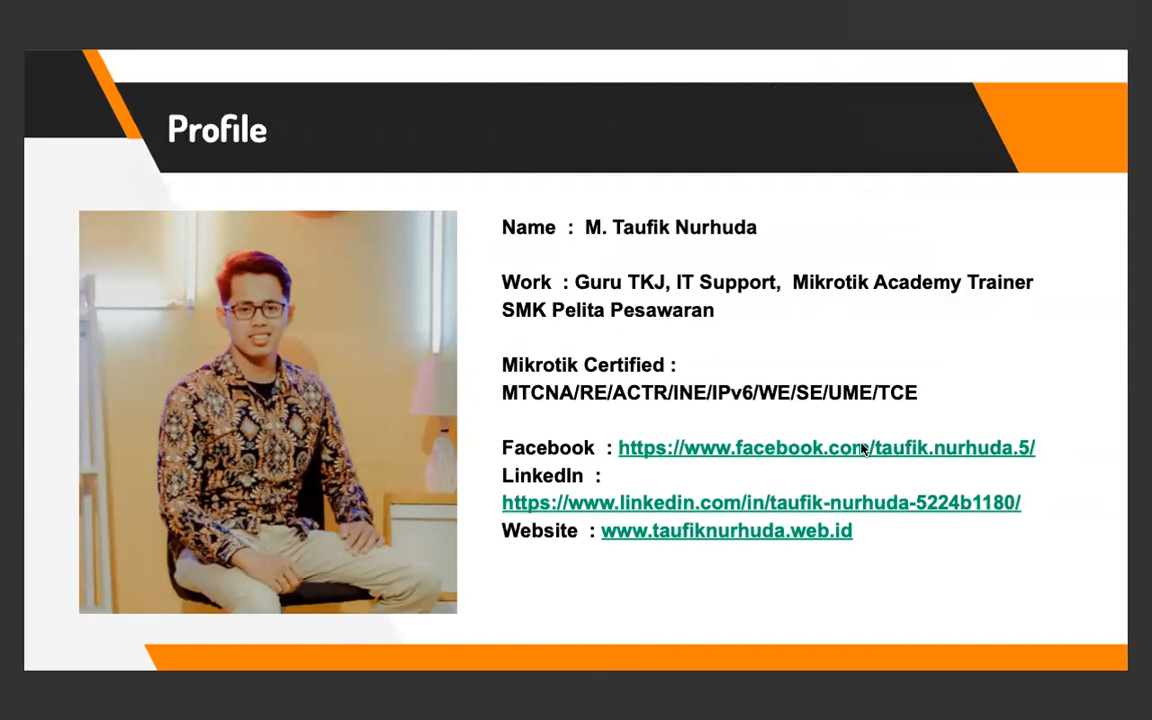 Profile
Name : M. Taufik Nurhuda
Work : Guru TKJ, IT Support, Mikrotik Academy Trainer
SMK Pelita Pesawaran
Mikrotik Certified :
MTCNA/RE/ACTR/INE/IPv6/WE/SE/UME/TCE
Facebook : https://www.facebook.com/taufik.nurhuda.5/
LinkedIn :
https://www.linkedin.com/in/taufik-nurhuda-5224b1180/
Website : www.taufiknurhuda.web.id